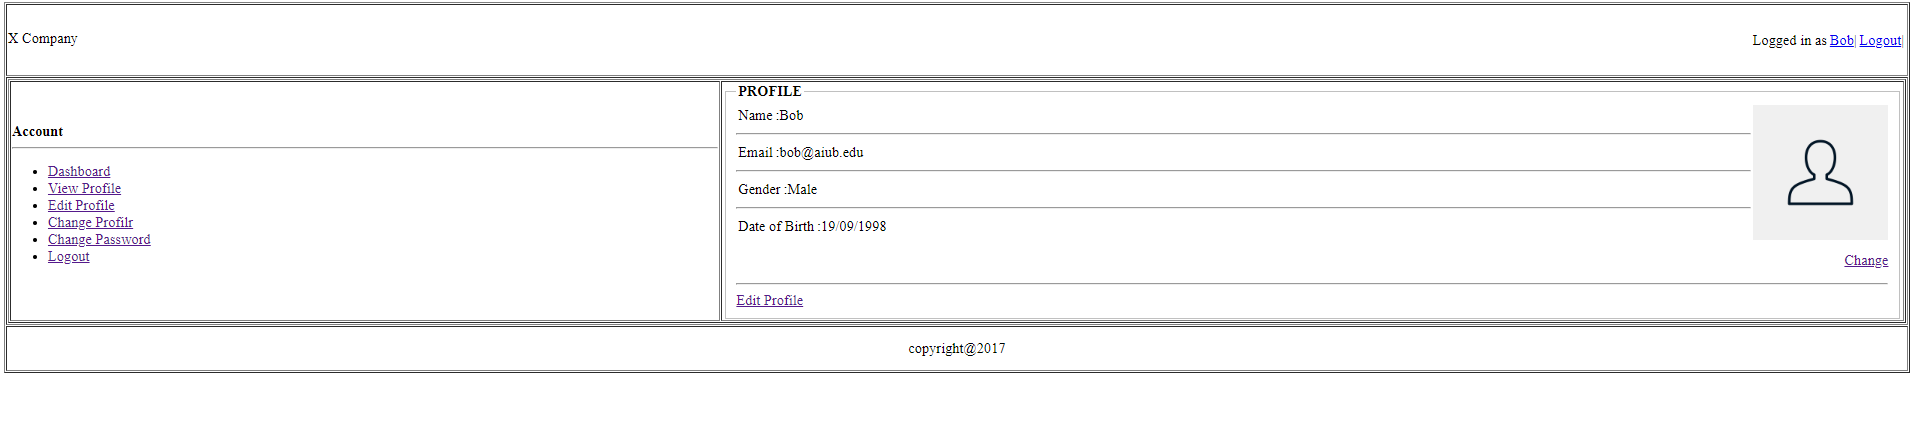 X Company
Logged in as Bob| Logout|
Account
Dashboard
View Profile
Edit Profile
Change Profilr
Change Password
Logout
PROFILE
Name :Bob
Email :bob@aiub.edu
Gender :Male
Date of Birth :19/09/1998
Change
Edit Profile
copyright@2017